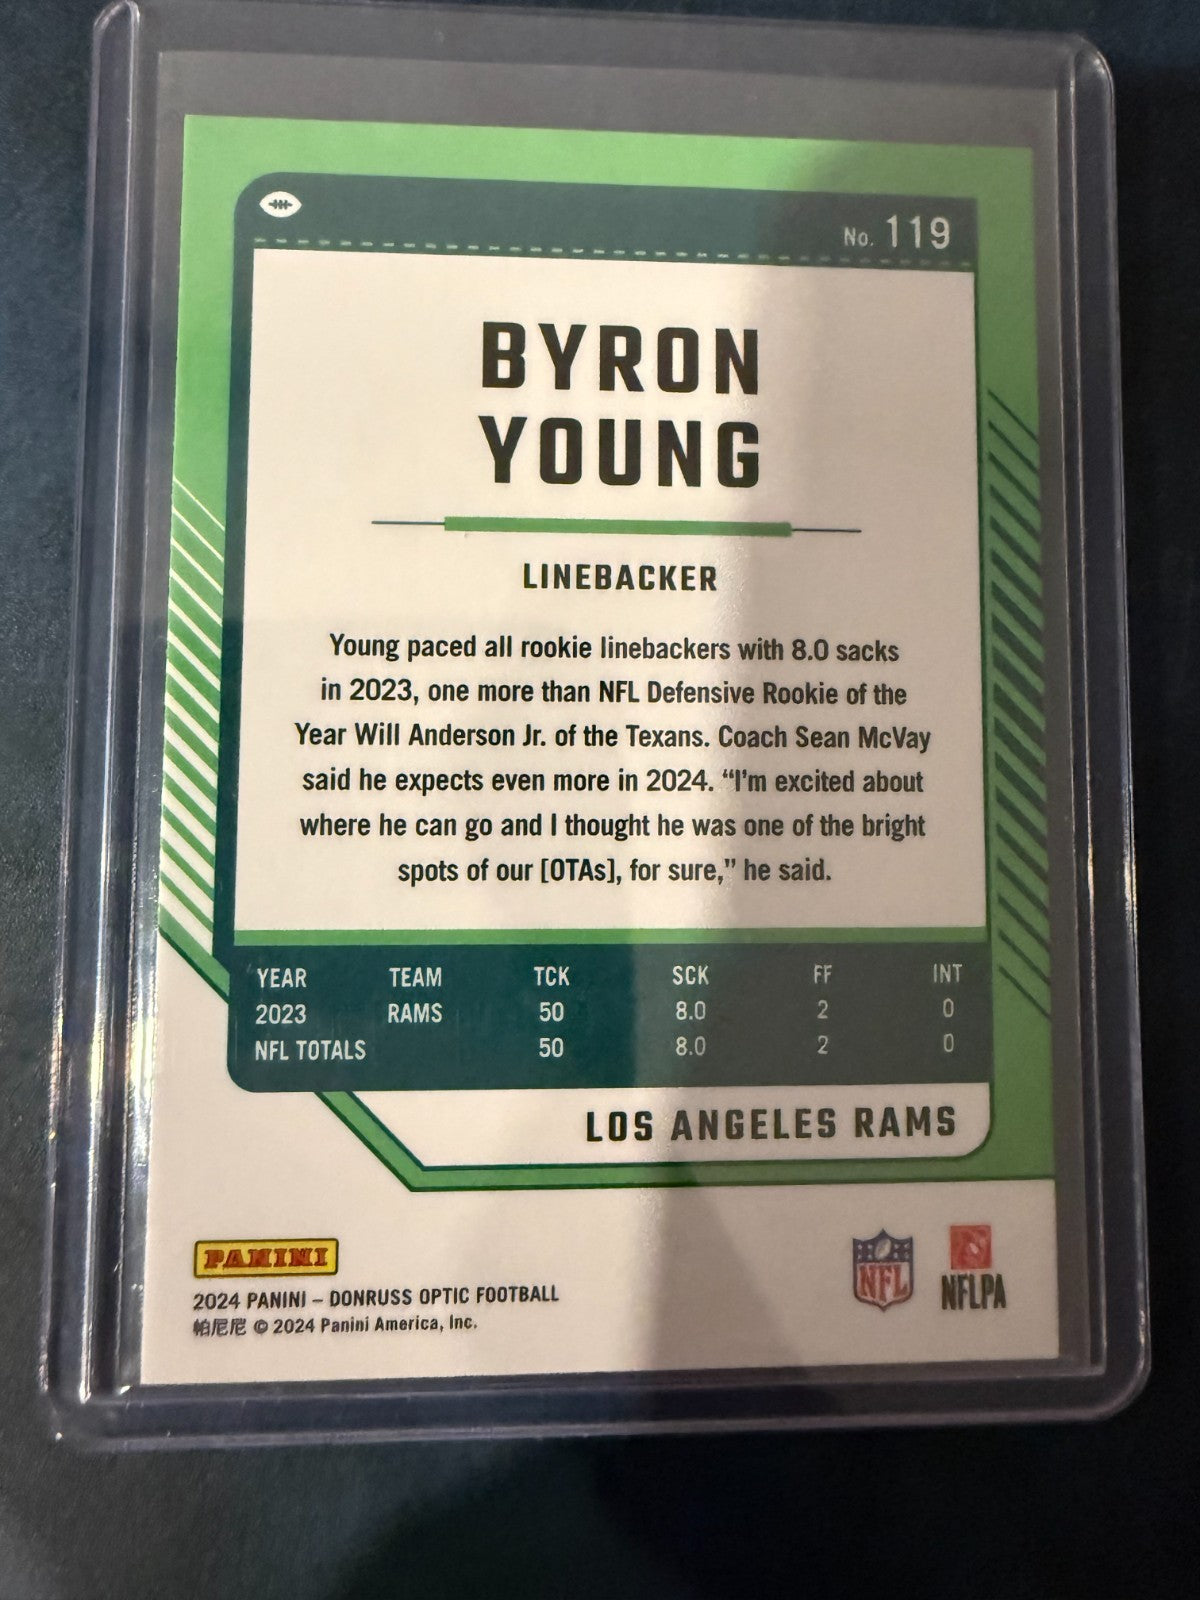 No. 119
BYRON
YOUNG
LINEBACKER
Young paced all rookie linebackers with 8.0 sacks
in 2023, one more than NFL Defensive Rookie of the
Year Will Anderson Jr. of the Texans. Coach Sean McVay
said he expects even more in 2024. “I’m excited about
where he can go and I thought he was one of the bright
spots of our [OTAs], for sure,” he said.
YEAR TEAM TCK SCK FF INT
2023 RAMS 50 8.0 2 0
NFL TOTALS 50 8.0 2 0
LOS ANGELES RAMS
PANINI
2024 PANINI – DONRUSS OPTIC FOOTBALL
帕尼尼 © 2024 Panini America, Inc.
NFL
NFLPA